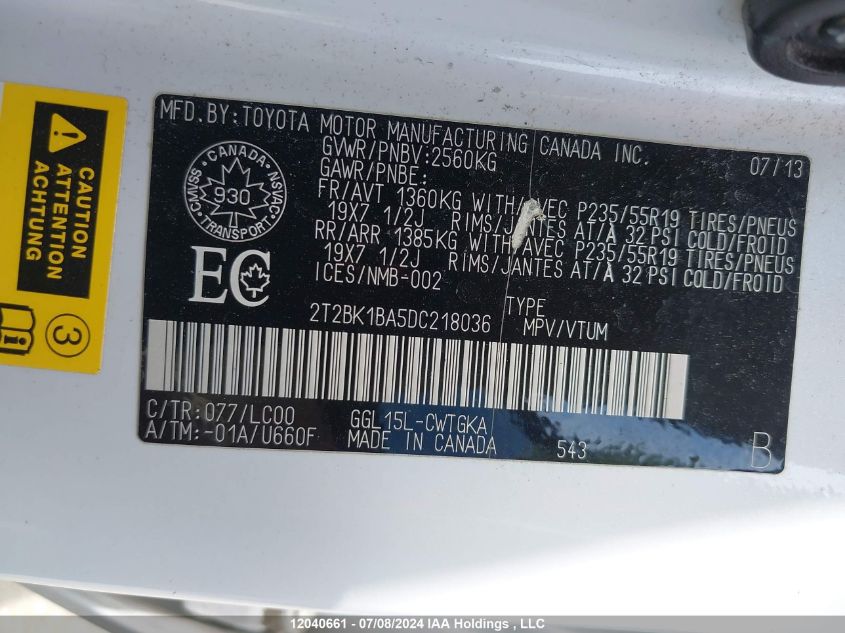 CAUTION
ACHTUNG
3
MFD.BY:TOYOTA MOTOR MANUFACTURING CANADA INC. 07/13
GVWR/PNBV:2560KG
GAWR/PNBE:
FR/AVT 1360KG WITH/AVEC P235/55R19 TIRES/PNEUS
19X7 1/2J RIMS/JANTES AT/À 32 PSI COLD/FROID
RR/ARR 1385KG WITH/AVEC P235/55R19 TIRES/PNEUS
19X7 1/2J RIMS/JANTES AT/À 32 PSI COLD/FROID
ICES/NMB-002
CANADA
CMVSS
NSVAC
930
TRANSPORT
EC
2T2BK1BA5DC218036
TYPE
MPV/VTUM
C/TR:077/LC00 GGL15L-CWTGKA
A/TM:-01A/U660F MADE IN CANADA 543 B
12040661 - 07/08/2024 IAA Holdings , LLC